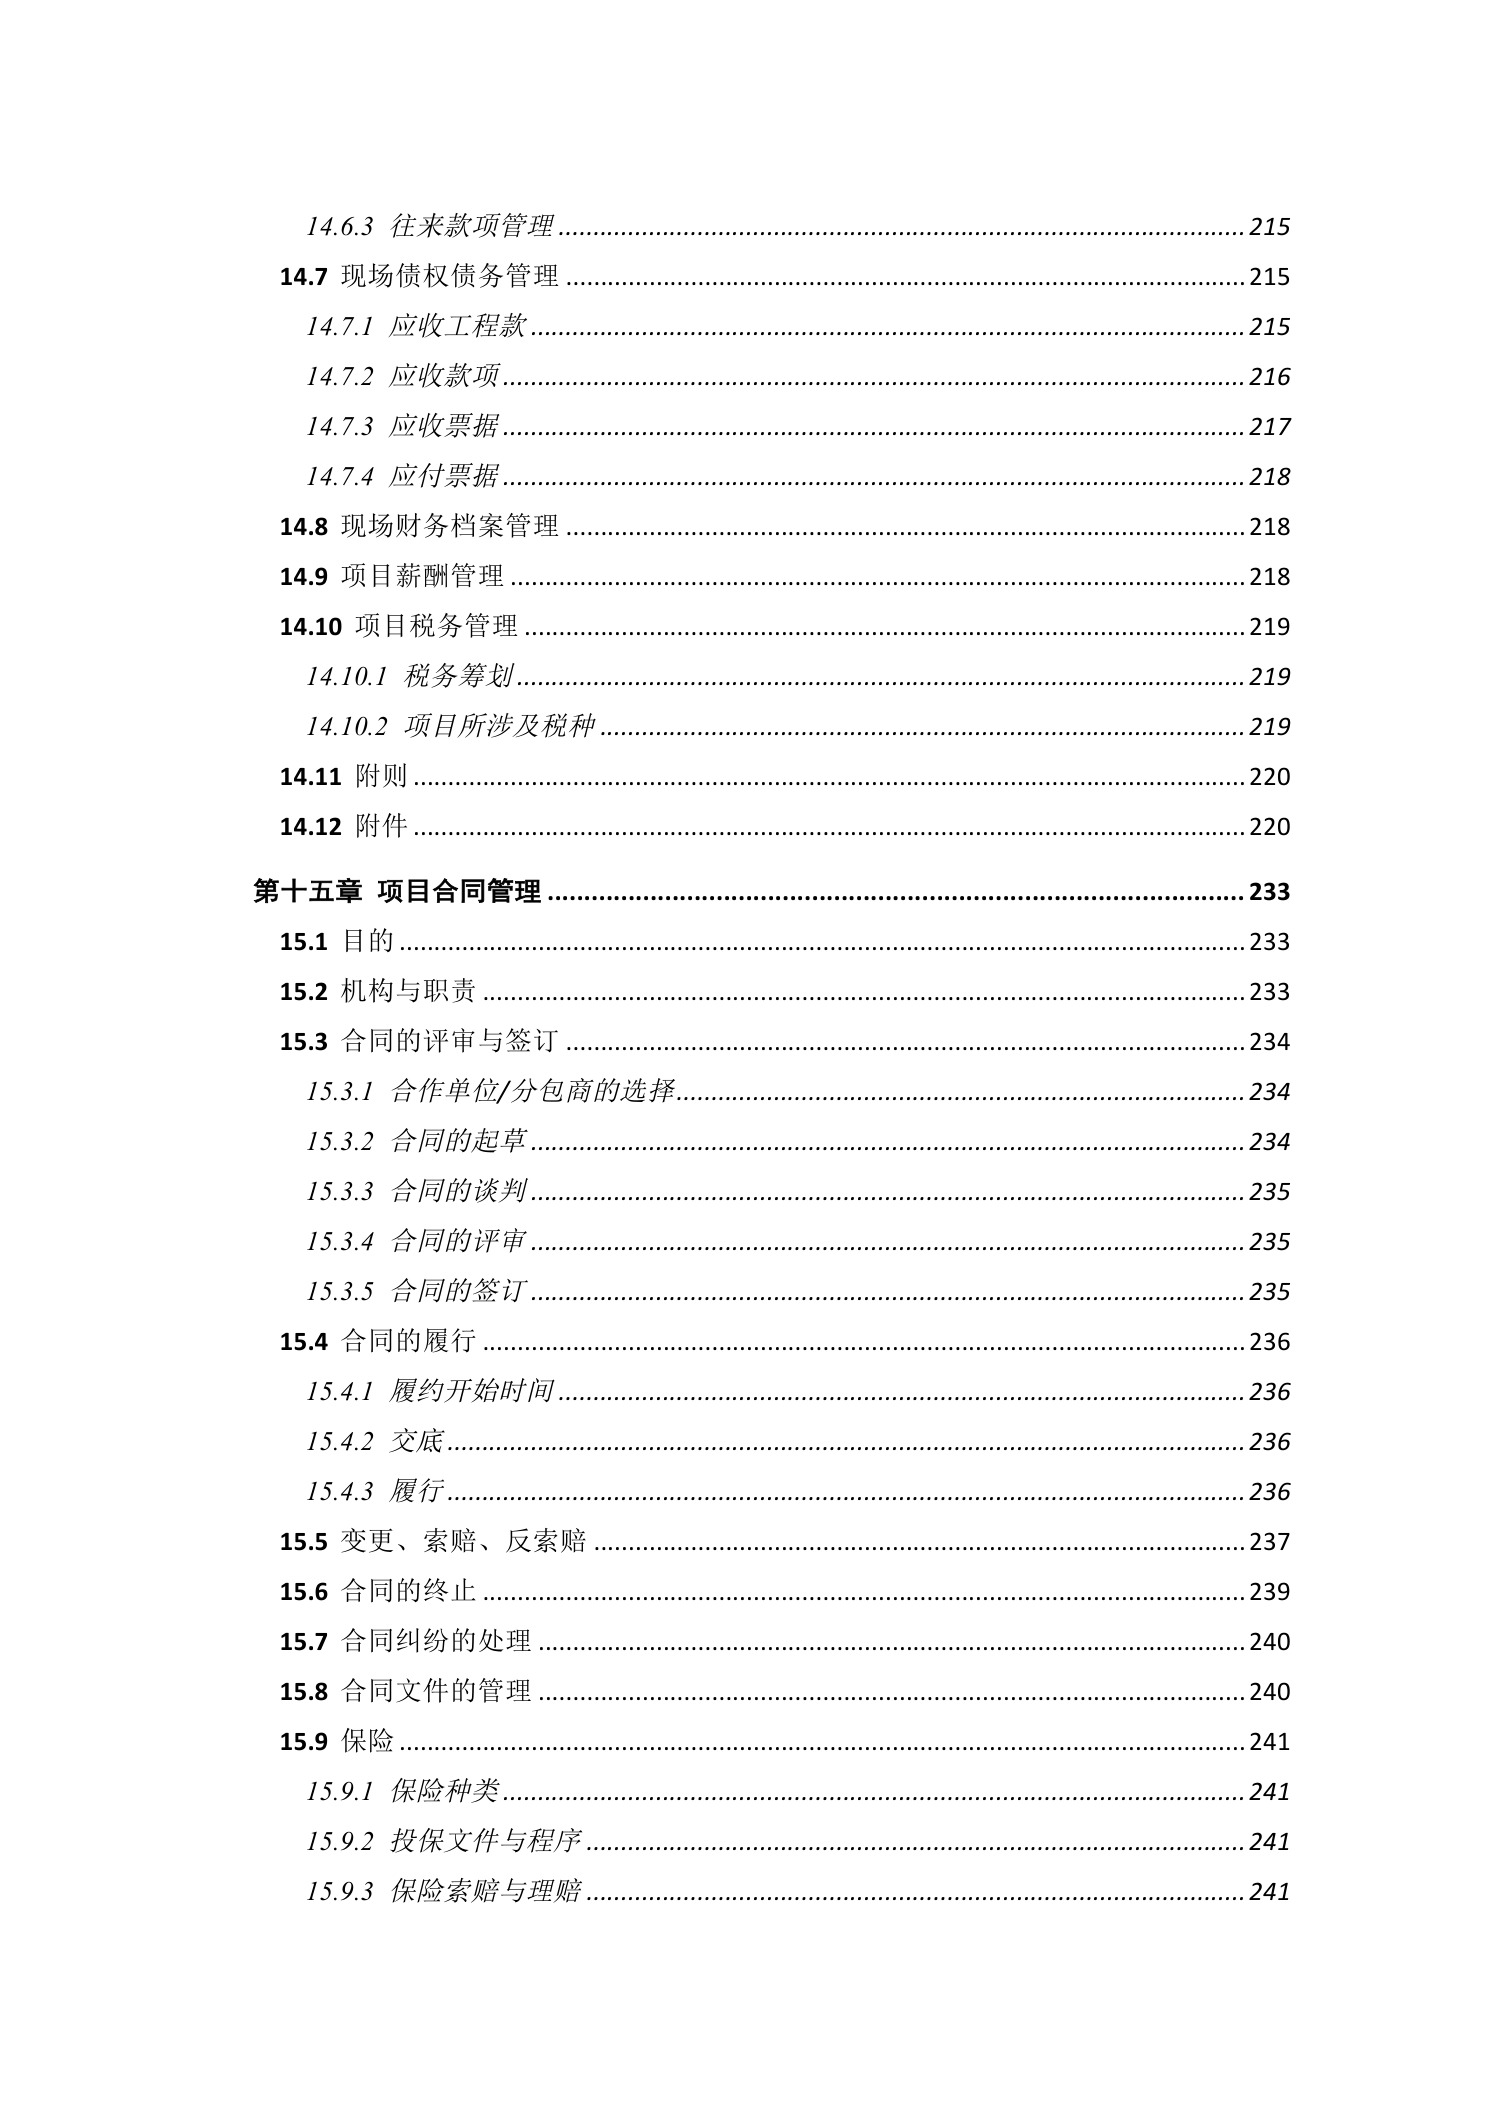 14.6.3 往来款项管理........215
14.7 现场债权债务管理........215
14.7.1 应收工程款........215
14.7.2 应收款项........216
14.7.3 应收票据........217
14.7.4 应付票据........218
14.8 现场财务档案管理........218
14.9 项目薪酬管理........218
14.10 项目税务管理........219
14.10.1 税务筹划........219
14.10.2 项目所涉及税种........219
14.11 附则........220
14.12 附件........220
第十五章 项目合同管理........233
15.1 目的........233
15.2 机构与职责........233
15.3 合同的评审与签订........234
15.3.1 合作单位/分包商的选择........234
15.3.2 合同的起草........234
15.3.3 合同的谈判........235
15.3.4 合同的评审........235
15.3.5 合同的签订........235
15.4 合同的履行........236
15.4.1 履约开始时间........236
15.4.2 交底........236
15.4.3 履行........236
15.5 变更、索赔、反索赔........237
15.6 合同的终止........239
15.7 合同纠纷的处理........240
15.8 合同文件的管理........240
15.9 保险........241
15.9.1 保险种类........241
15.9.2 投保文件与程序........241
15.9.3 保险索赔与理赔........241